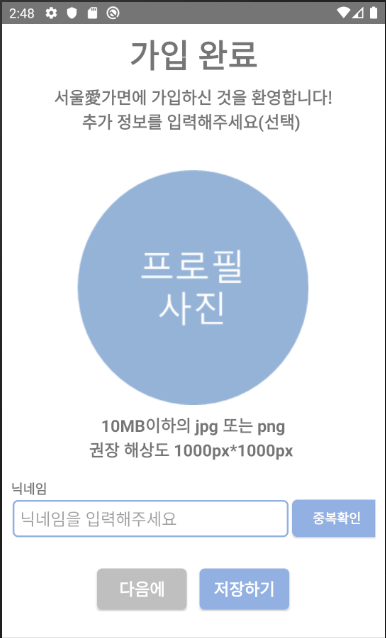 2:48
가입 완료
서울愛가면에 가입하신 것을 환영합니다!
추가 정보를 입력해주세요(선택)
프로필
사진
10MB이하의 jpg 또는 png
권장 해상도 1000px*1000px
닉네임
닉네임을 입력해주세요
중복확인
다음에
저장하기